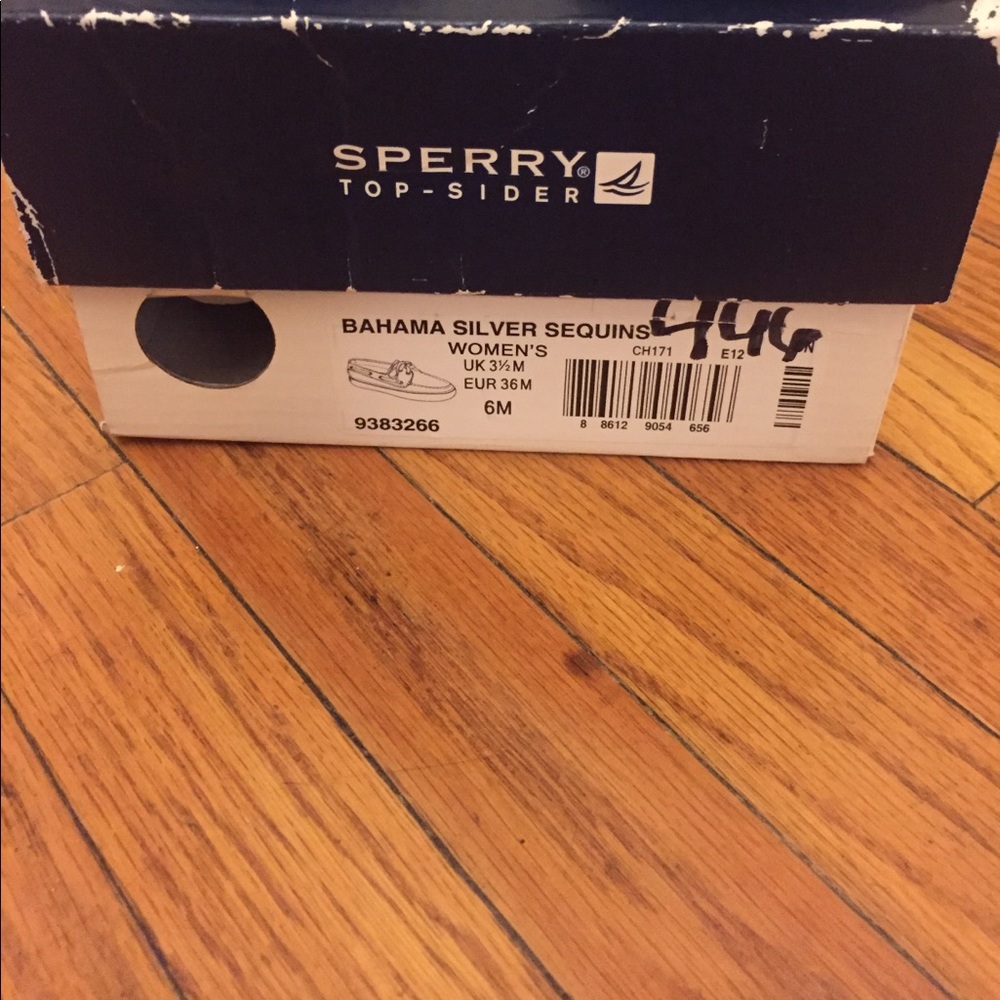 SPERRY®
TOP-SIDER
BAHAMA SILVER SEQUINS
446
WOMEN'S
CH171 E12
UK 3½M
EUR 36M
6M
9383266
8 8612 9054 656